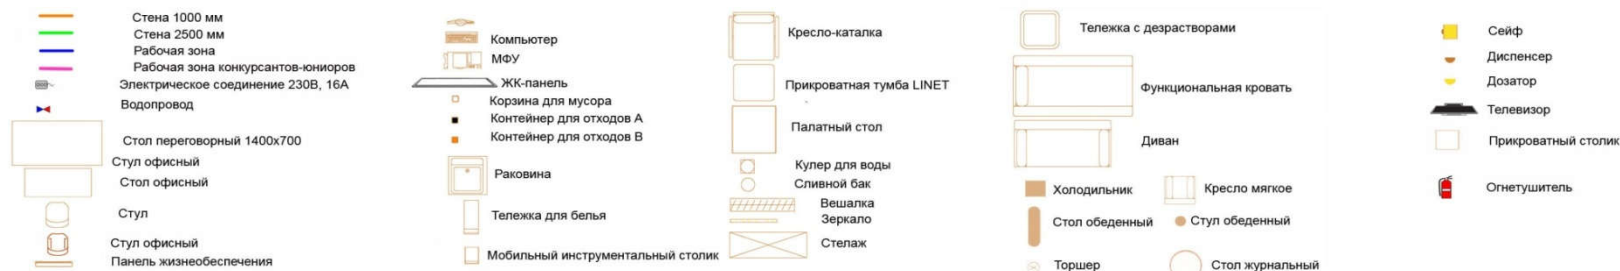 Стена 1000 мм
Стена 2500 мм
Рабочая зона
Рабочая зона конкурсантов-юниоров
Электрическое соединение 230В, 16А
Водопровод
Стол переговорный 1400х700
Стул офисный
Стол офисный
Стул
Стул офисный
Панель жизнеобеспечения
Компьютер
МФУ
ЖК-панель
Корзина для мусора
Контейнер для отходов А
Контейнер для отходов В
Раковина
Тележка для белья
Мобильный инструментальный столик
Кресло-каталка
Прикроватная тумба LINET
Палатный стол
Кулер для воды
Сливной бак
Вешалка
Зеркало
Стелаж
Тележка с дезрастворами
Функциональная кровать
Диван
Холодильник
Кресло мягкое
Стол обеденный
Стул обеденный
Торшер
Стол журнальный
Сейф
Диспенсер
Дозатор
Телевизор
Прикроватный столик
Огнетушитель